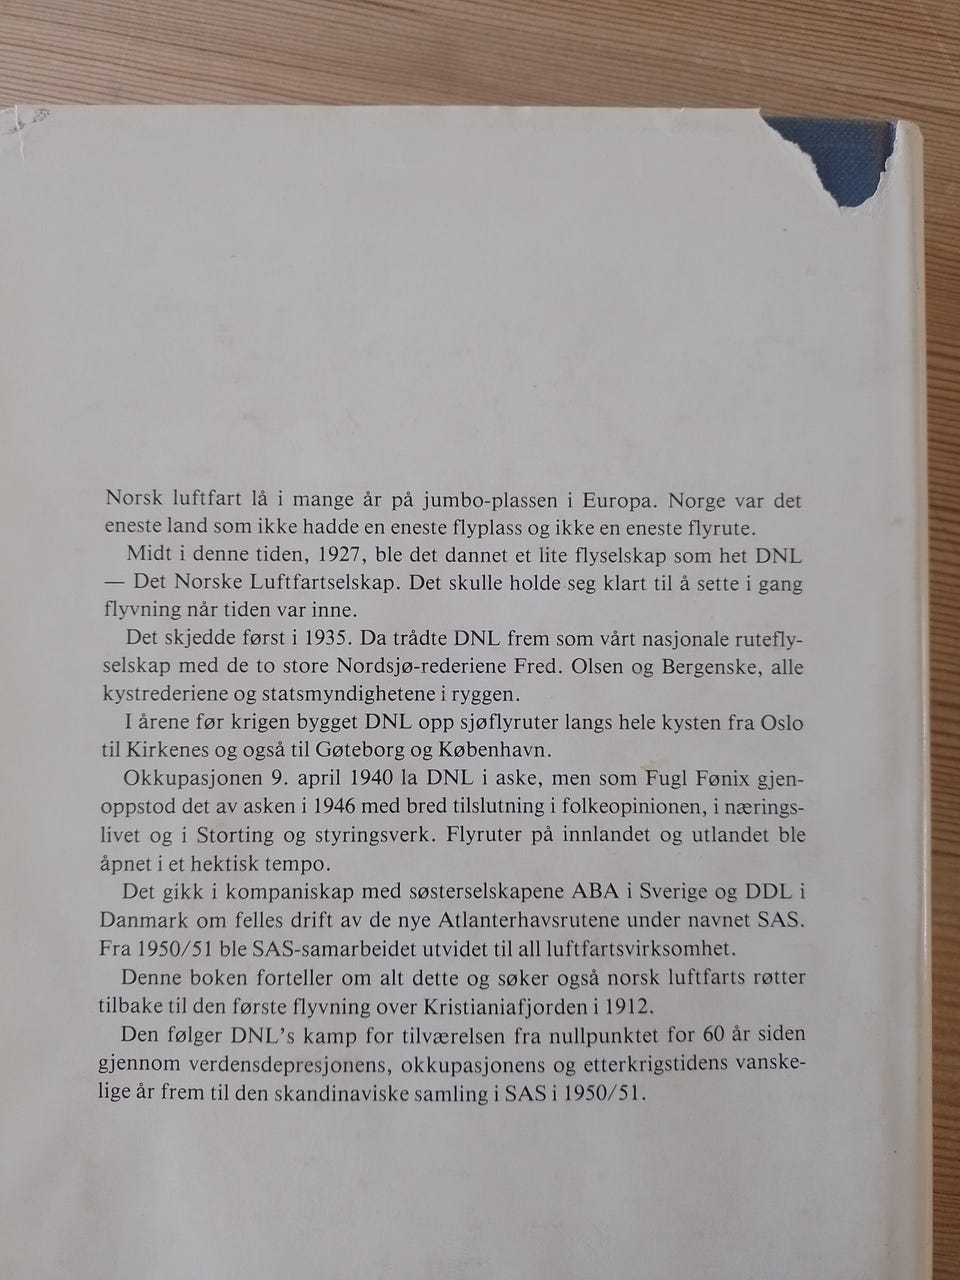 Norsk luftfart lå i mange år på jumbo-plassen i Europa. Norge var det
eneste land som ikke hadde en eneste flyplass og ikke en eneste flyrute.
Midt i denne tiden, 1927, ble det dannet et lite flyselskap som het DNL
— Det Norske Luftfartselskap. Det skulle holde seg klart til å sette i gang
flyvning når tiden var inne.
Det skjedde først i 1935. Da trådte DNL frem som vårt nasjonale rutefly-
selskap med de to store Nordsjø-rederiene Fred. Olsen og Bergenske, alle
kystrederiene og statsmyndighetene i ryggen.
I årene før krigen bygget DNL opp sjøflyruter langs hele kysten fra Oslo
til Kirkenes og også til Gøteborg og København.
Okkupasjonen 9. april 1940 la DNL i aske, men som Fugl Fønix gjen-
oppstod det av asken i 1946 med bred tilslutning i folkeopinionen, i nærings-
livet og i Storting og styringsverk. Flyruter på innlandet og utlandet ble
åpnet i et hektisk tempo.
Det gikk i kompaniskap med søsterselskapene ABA i Sverige og DDL i
Danmark om felles drift av de nye Atlanterhavsrutene under navnet SAS.
Fra 1950/51 ble SAS-samarbeidet utvidet til all luftfartsvirksomhet.
Denne boken forteller om alt dette og søker også norsk luftfarts røtter
tilbake til den første flyvning over Kristianiafjorden i 1912.
Den følger DNL's kamp for tilværelsen fra nullpunktet for 60 år siden
gjennom verdensdepresjonens, okkupasjonens og etterkrigstidens vanske-
lige år frem til den skandinaviske samling i SAS i 1950/51.